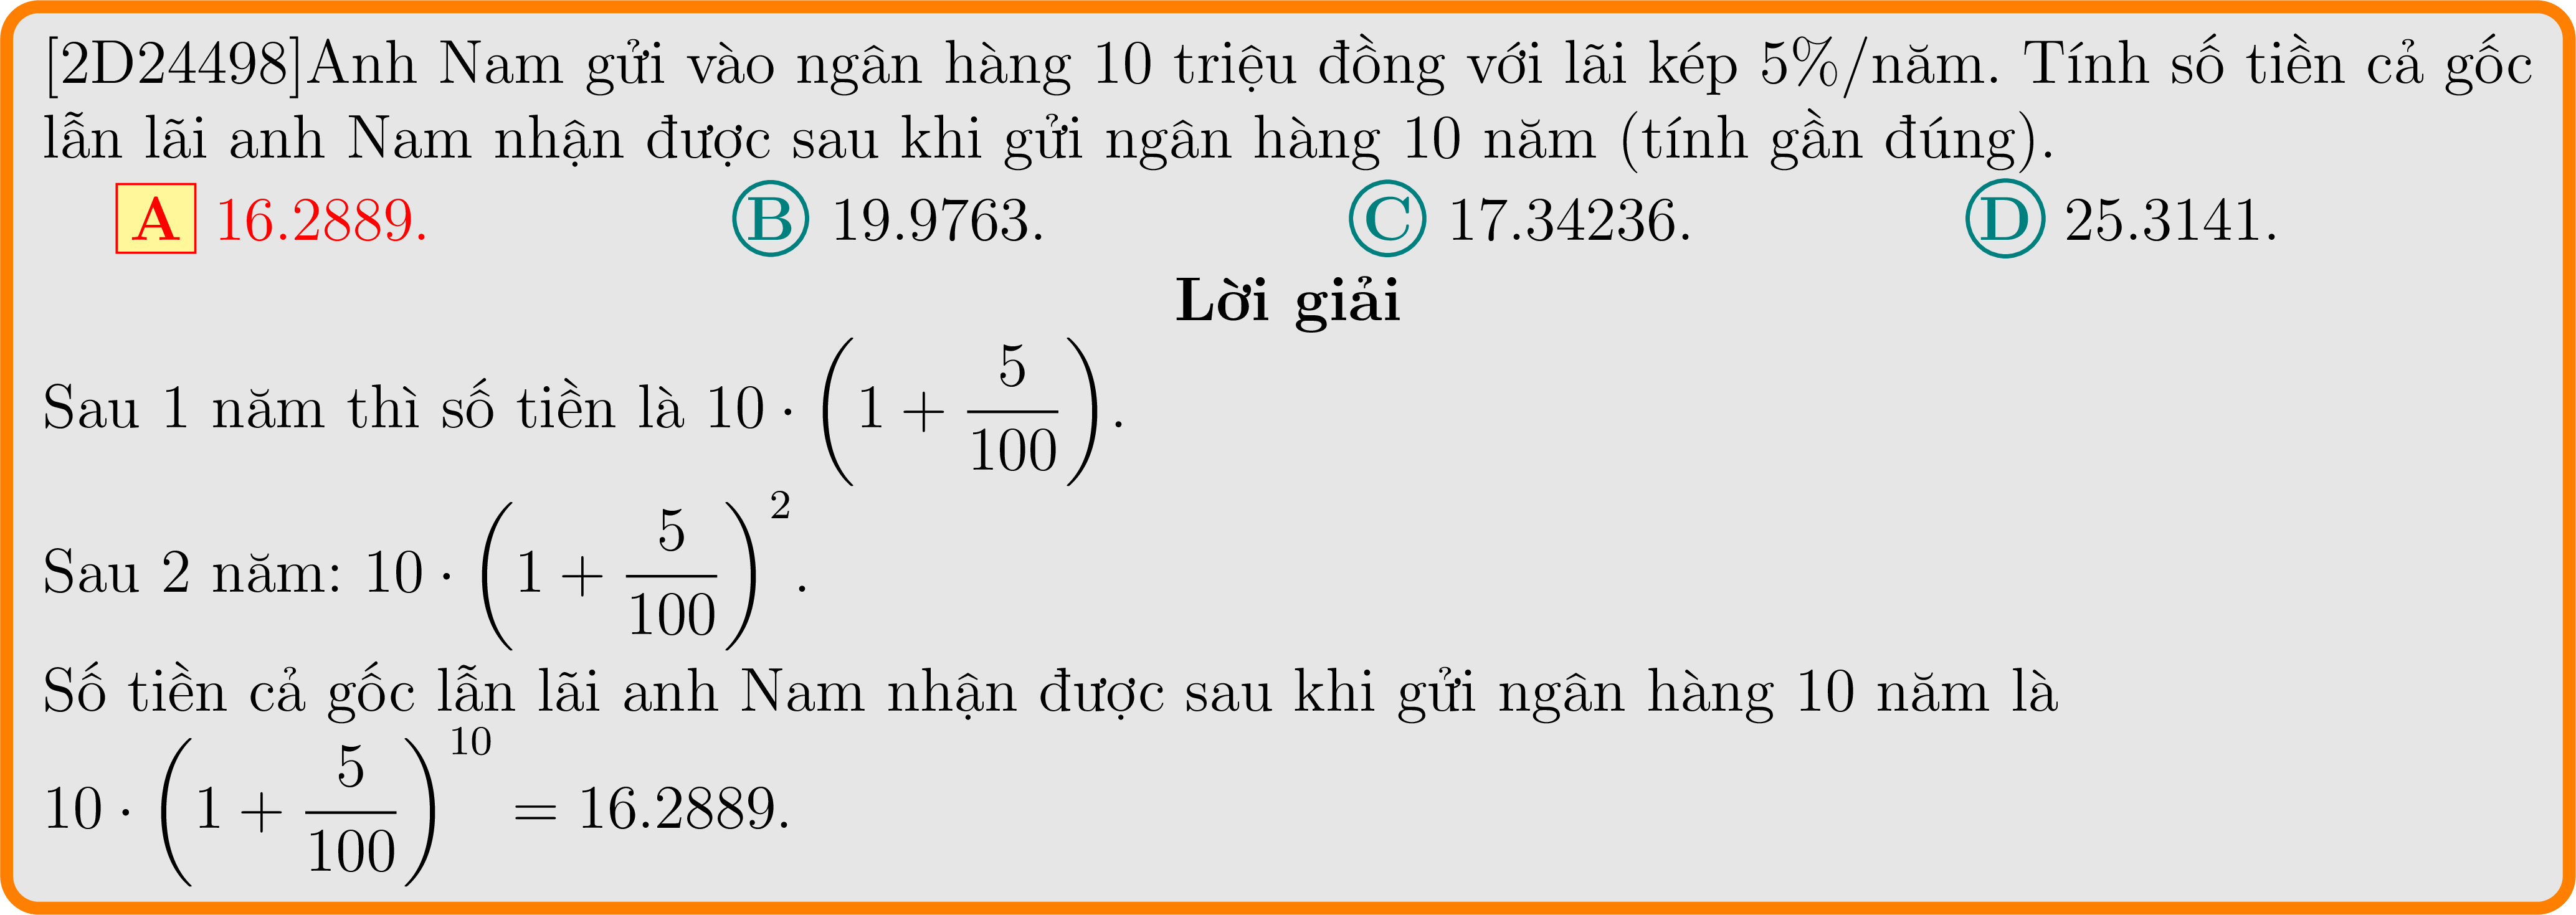 [2D24498]Anh Nam gửi vào ngân hàng 10 triệu đồng với lãi kép 5%/năm. Tính số tiền cả gốc
lẫn lãi anh Nam nhận được sau khi gửi ngân hàng 10 năm (tính gần đúng).
A 16.2889. B 19.9763. C 17.34236. D 25.3141.
Lời giải
Sau 1 năm thì số tiền là $10 \cdot \left(1 + \dfrac{5}{100}\right)$.
Sau 2 năm: $10 \cdot \left(1 + \dfrac{5}{100}\right)^{2}$.
Số tiền cả gốc lẫn lãi anh Nam nhận được sau khi gửi ngân hàng 10 năm là
$10 \cdot \left(1 + \dfrac{5}{100}\right)^{10} = 16.2889$.